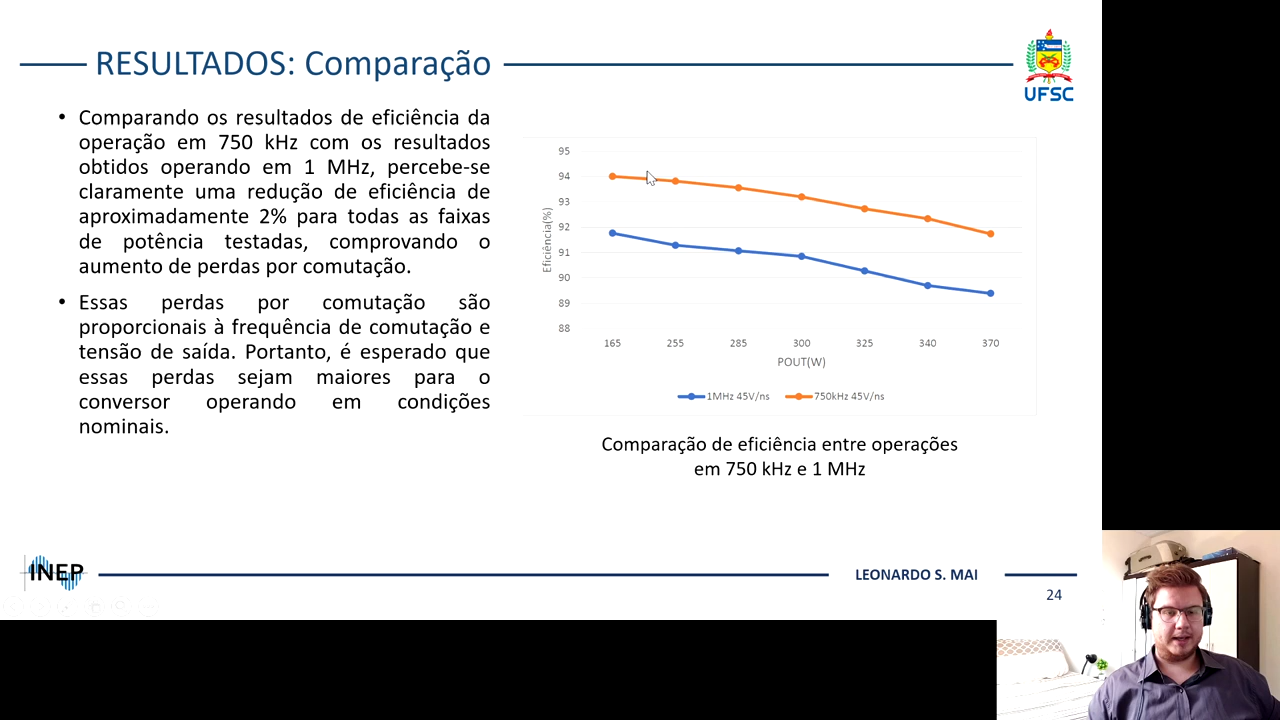 RESULTADOS: Comparação
UFSC
• Comparando os resultados de eficiência da
operação em 750 kHz com os resultados
obtidos operando em 1 MHz, percebe-se
claramente uma redução de eficiência de
aproximadamente 2% para todas as faixas
de potência testadas, comprovando o
aumento de perdas por comutação.
• Essas perdas por comutação são
proporcionais à frequência de comutação e
tensão de saída. Portanto, é esperado que
essas perdas sejam maiores para o
conversor operando em condições
nominais.
95
94
93
92
91
90
89
88
Eficiência(%)
165 255 285 300 325 340 370
POUT(W)
1MHz 45V/ns 750kHz 45V/ns
Comparação de eficiência entre operações
em 750 kHz e 1 MHz
INEP
LEONARDO S. MAI
24